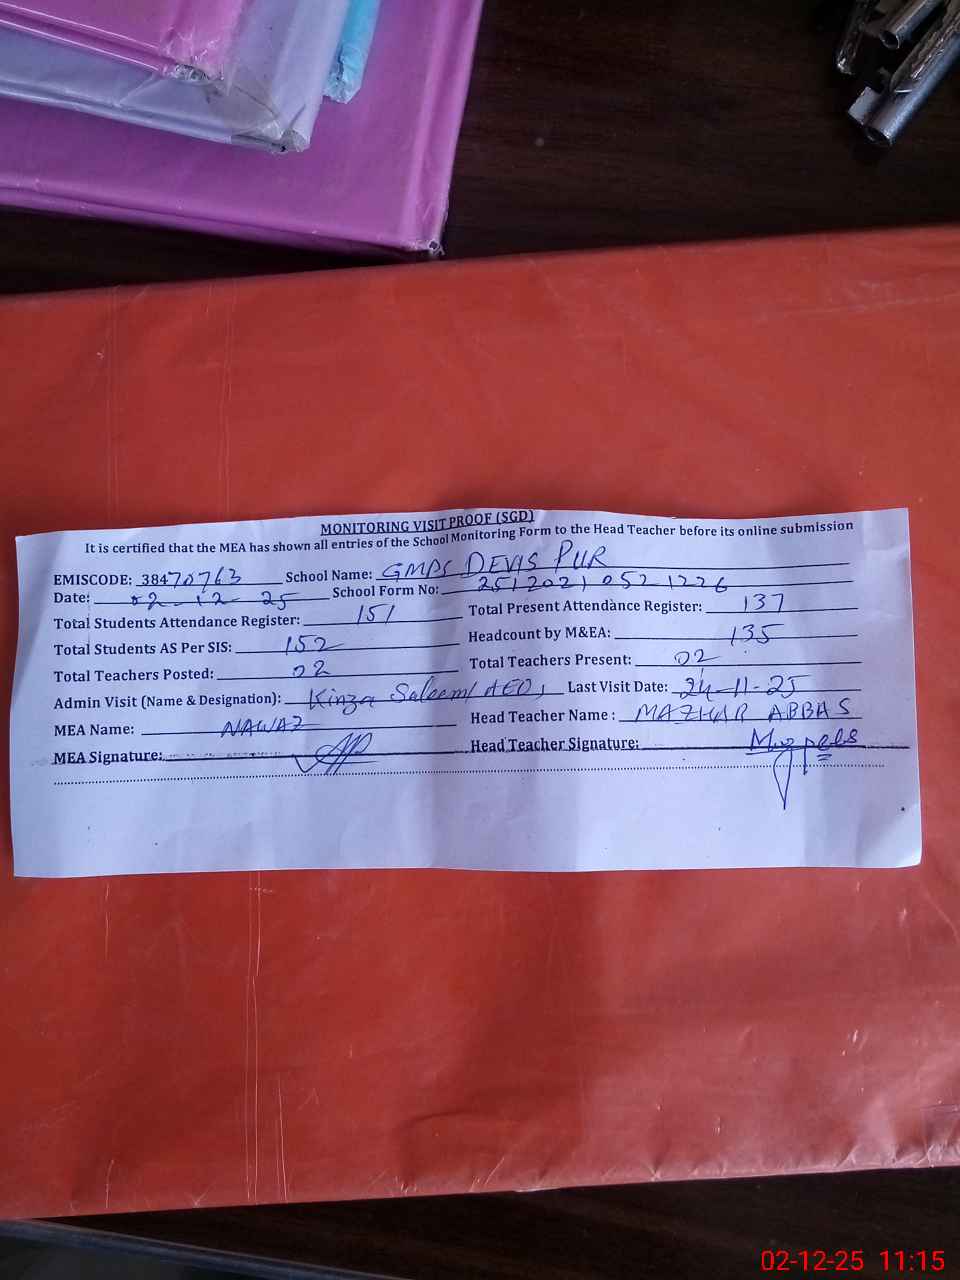 MONITORING VISIT PROOF (SGD)
It is certified that the MEA has shown all entries of the School Monitoring Form to the Head Teacher before its online submission
EMISCODE: 38470763 School Name: GMPS DEVIS PUR
Date: 02-12-25 School Form No: 25120210521226
Total Students Attendance Register: 151 Total Present Attendance Register: 137
Total Students AS Per SIS: 152 Headcount by M&EA: 135
Total Teachers Posted: 02 Total Teachers Present: 02
Admin Visit (Name & Designation): Kinza Saleem/AEO, Last Visit Date: 24-11-25
MEA Name: NAWAZ Head Teacher Name : MAZHAR ABBAS
MEA Signature: Head Teacher Signature:
02-12-25 11:15